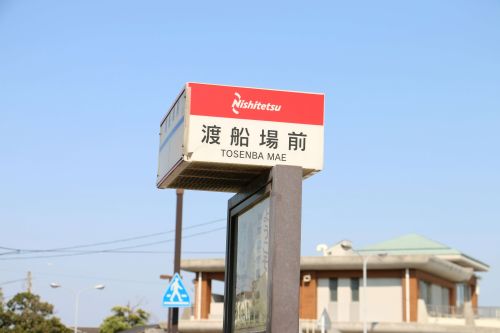 Nishitetsu
渡船場前
TOSENBA MAE